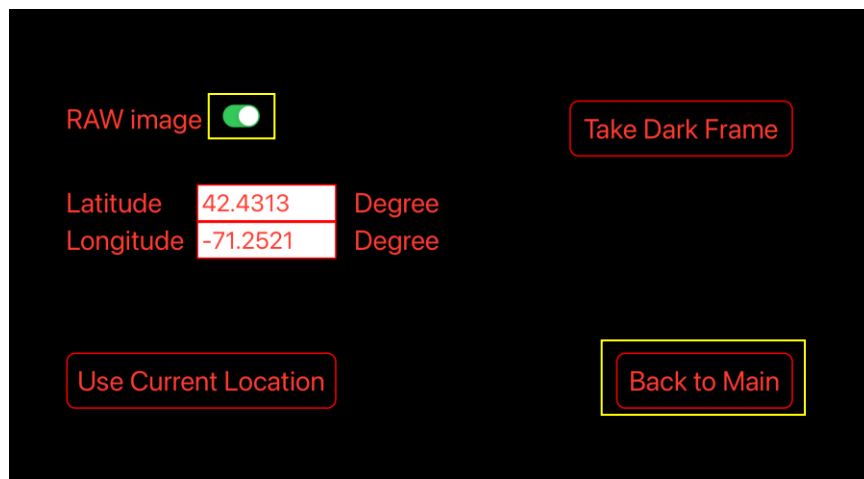 RAW image
Take Dark Frame
Latitude 42.4313 Degree
Longitude -71.2521 Degree
Use Current Location
Back to Main